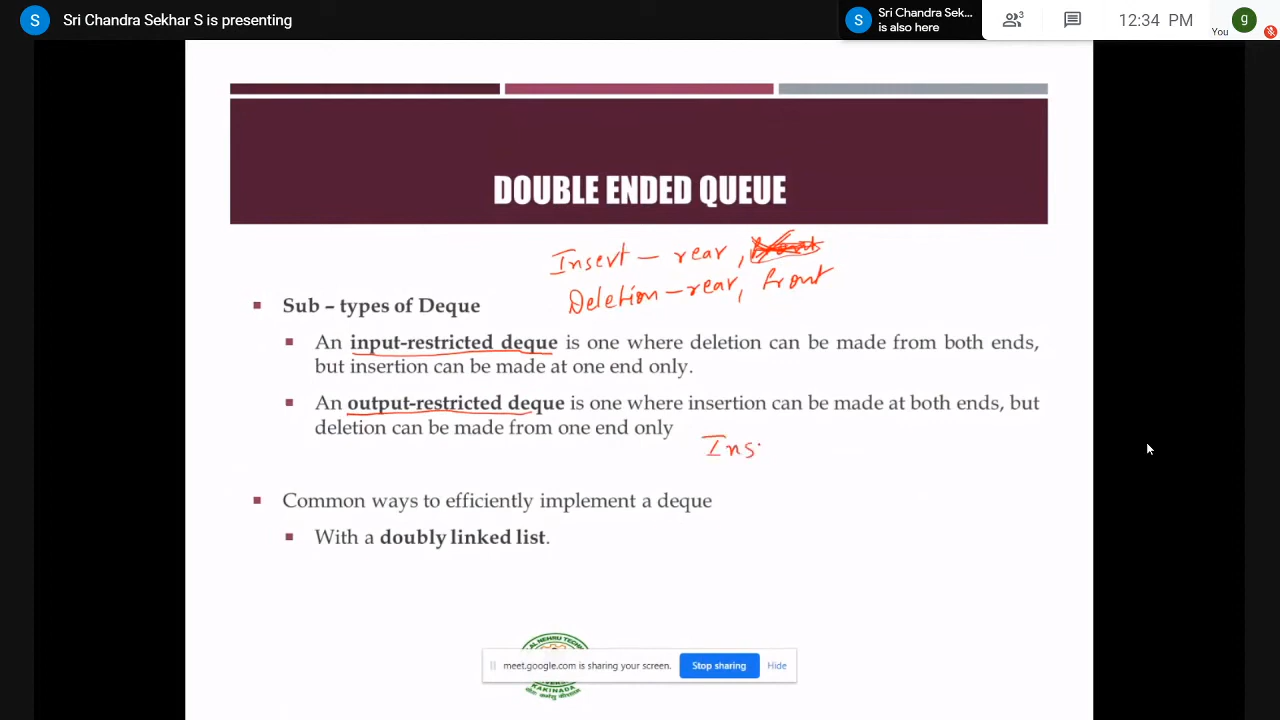 S Sri Chandra Sekhar S is presenting
S Sri Chandra Sek...
is also here
3
12:34 PM
You
g
DOUBLE ENDED QUEUE
Insert - rear,
Deletion - rear, front
Sub – types of Deque
An input-restricted deque is one where deletion can be made from both ends,
but insertion can be made at one end only.
An output-restricted deque is one where insertion can be made at both ends, but
deletion can be made from one end only
Ins
Common ways to efficiently implement a deque
With a doubly linked list.
meet.google.com is sharing your screen. Stop sharing Hide
KAKINADA